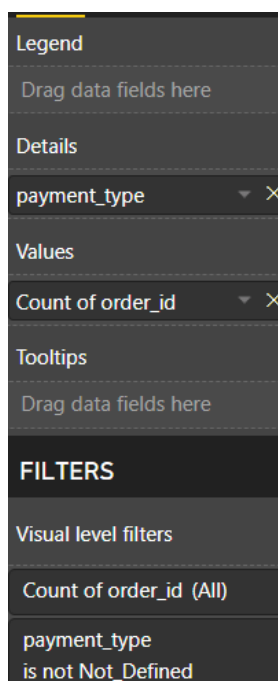 Legend
Drag data fields here
Details
payment_type
Values
Count of order_id
Tooltips
Drag data fields here
FILTERS
Visual level filters
Count of order_id (All)
payment_type
is not Not_Defined